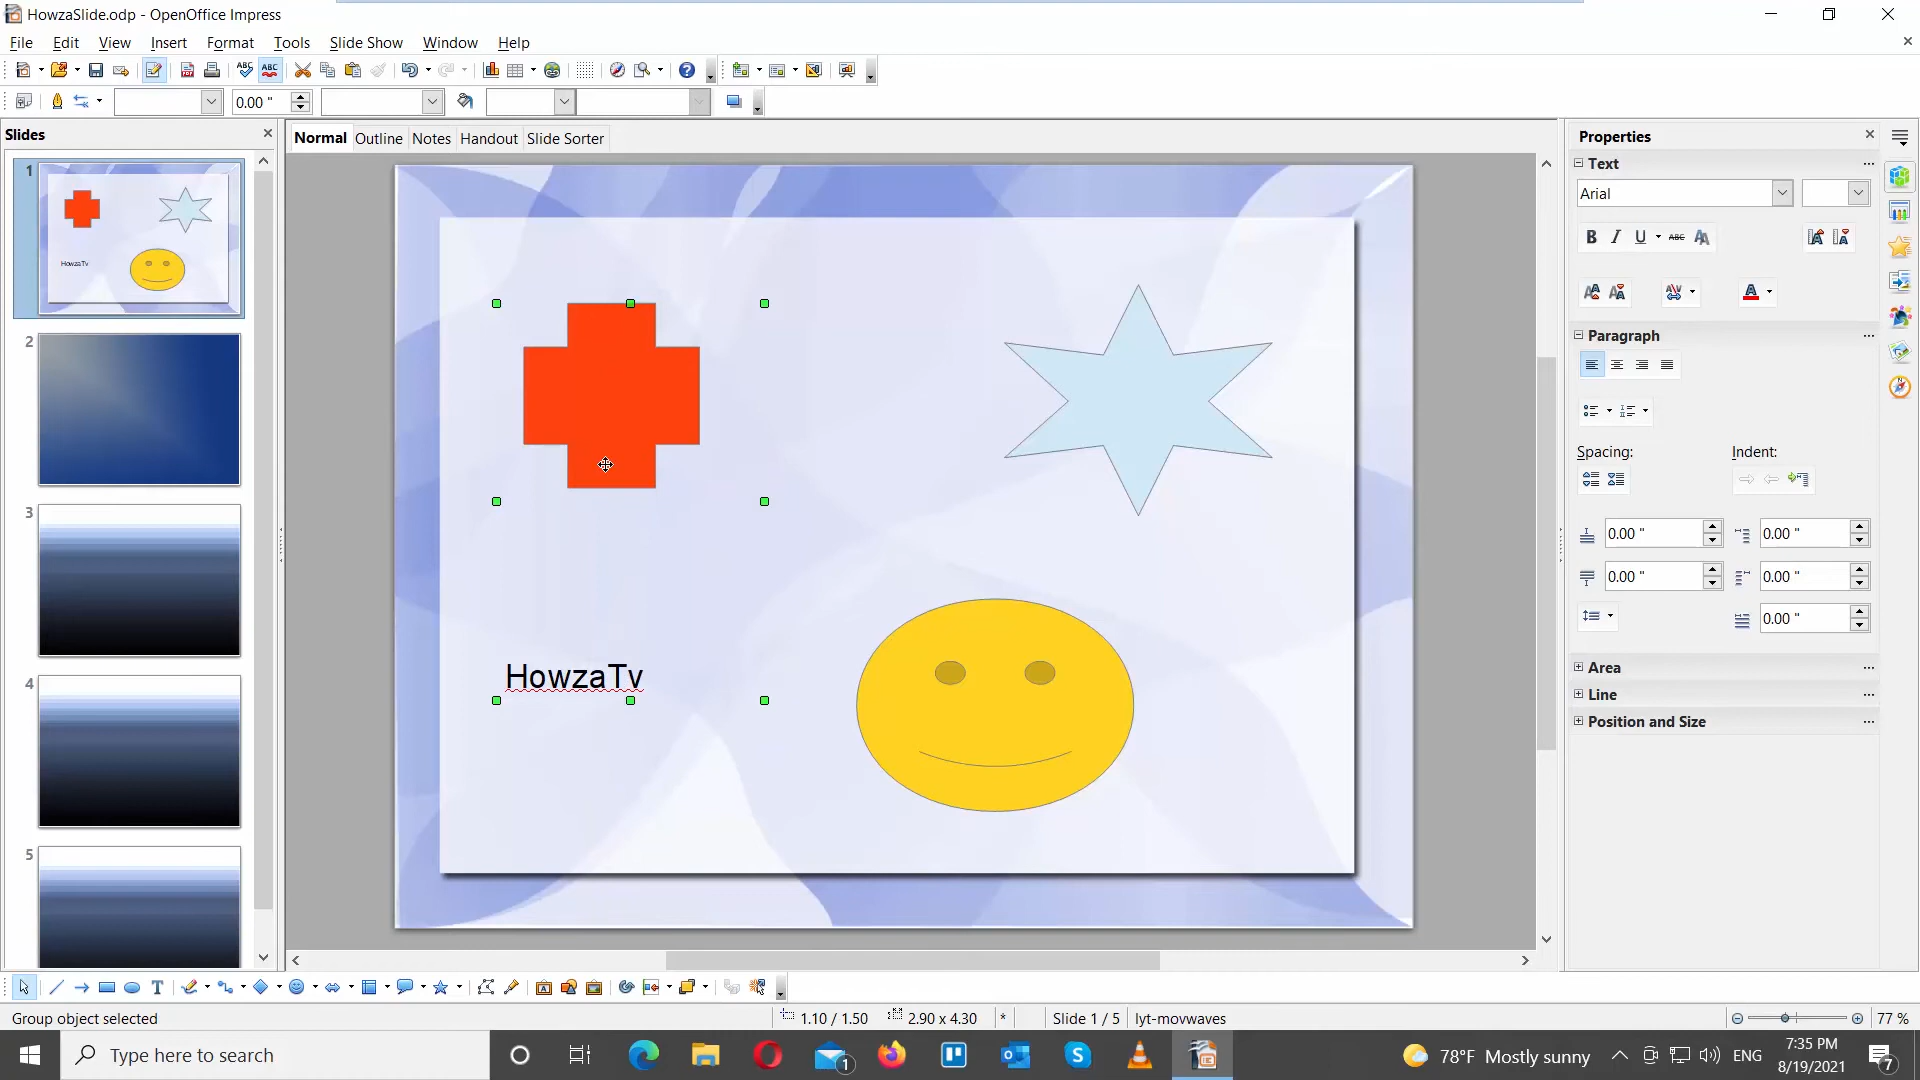 HowzaSlide.odp - OpenOffice Impress
File Edit View Insert Format Tools Slide Show Window Help
0.00 "
Slides
Normal Outline Notes Handout Slide Sorter
Properties
1
HowzaTv
2
3
4
5
HowzaTv
Text
Arial
B I U ABC A
Paragraph
Spacing: Indent:
0.00 " 0.00 "
0.00 " 0.00 "
0.00 "
Area
Line
Position and Size
Group object selected
1.10 / 1.50 2.90 x 4.30 * Slide 1 / 5 lyt-movwaves 77 %
Type here to search
1
78°F Mostly sunny
ENG
7:35 PM
8/19/2021
7